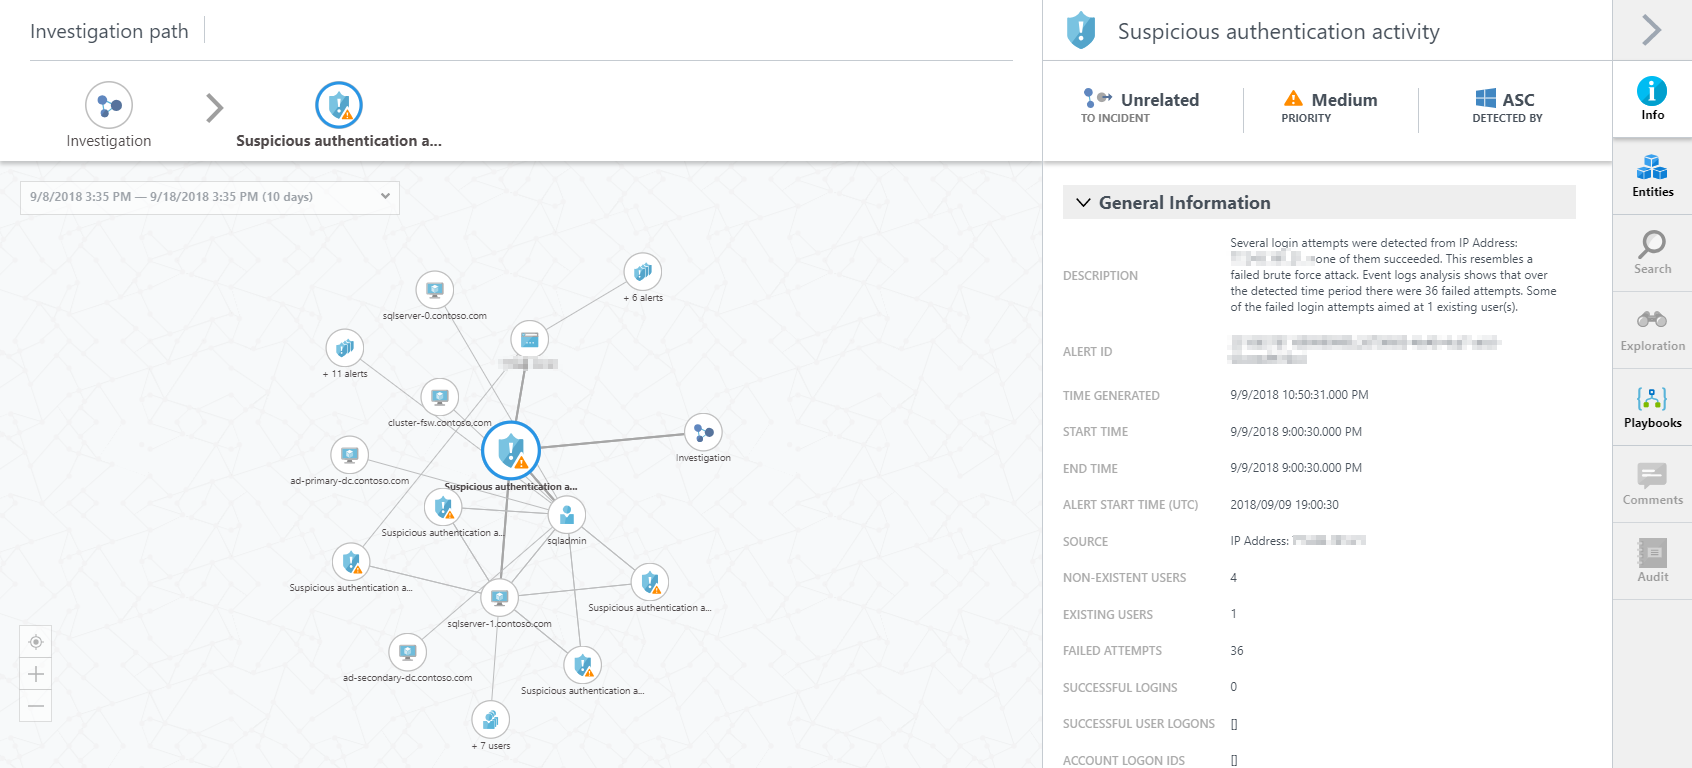 Investigation path
Investigation
Suspicious authentication a...
9/8/2018 3:35 PM — 9/18/2018 3:35 PM (10 days)
+ 6 alerts
sqlserver-0.contoso.com
+ 11 alerts
cluster-fsw.contoso.com
Investigation
ad-primary-dc.contoso.com
Suspicious authentication a...
Suspicious authentication a...
sqladmin
Suspicious authentication a...
Suspicious authentication a...
sqlserver-1.contoso.com
ad-secondary-dc.contoso.com
Suspicious authentication a...
+ 7 users
Suspicious authentication activity
Unrelated
TO INCIDENT
Medium
PRIORITY
ASC
DETECTED BY
General Information
DESCRIPTION
Several login attempts were detected from IP Address:
one of them succeeded. This resembles a
failed brute force attack. Event logs analysis shows that over
the detected time period there were 36 failed attempts. Some
of the failed login attempts aimed at 1 existing user(s).
ALERT ID
TIME GENERATED 9/9/2018 10:50:31.000 PM
START TIME 9/9/2018 9:00:30.000 PM
END TIME 9/9/2018 9:00:30.000 PM
ALERT START TIME (UTC) 2018/09/09 19:00:30
SOURCE IP Address:
NON-EXISTENT USERS 4
EXISTING USERS 1
FAILED ATTEMPTS 36
SUCCESSFUL LOGINS 0
SUCCESSFUL USER LOGONS []
ACCOUNT LOGON IDS []
Info
Entities
Search
Exploration
Playbooks
Comments
Audit